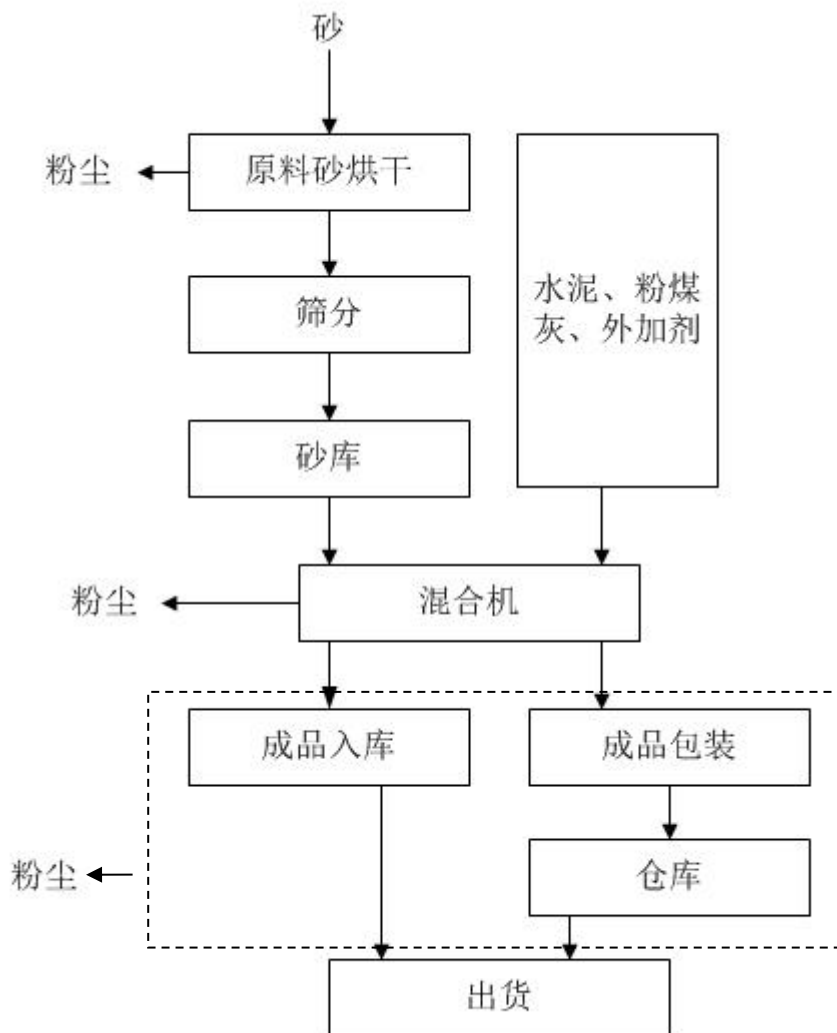 砂
粉尘
原料砂烘干
筛分
水泥、粉煤
灰、外加剂
砂库
粉尘
混合机
成品入库
成品包装
粉尘
仓库
出货